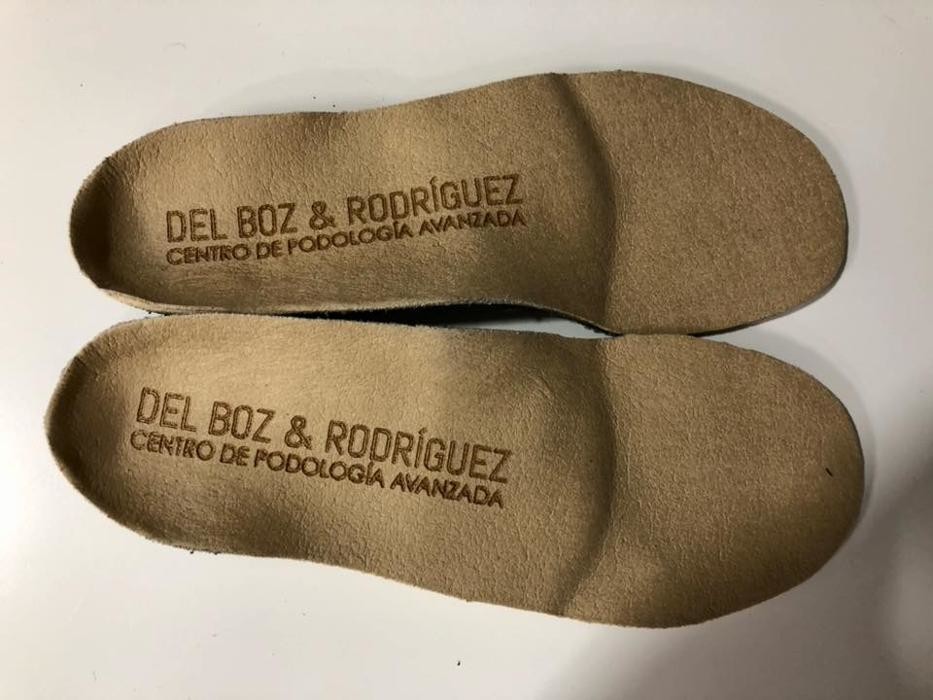 DEL BOZ & RODRÍGUEZ
CENTRO DE PODOLOGÍA AVANZADA
DEL BOZ & RODRÍGUEZ
CENTRO DE PODOLOGÍA AVANZADA